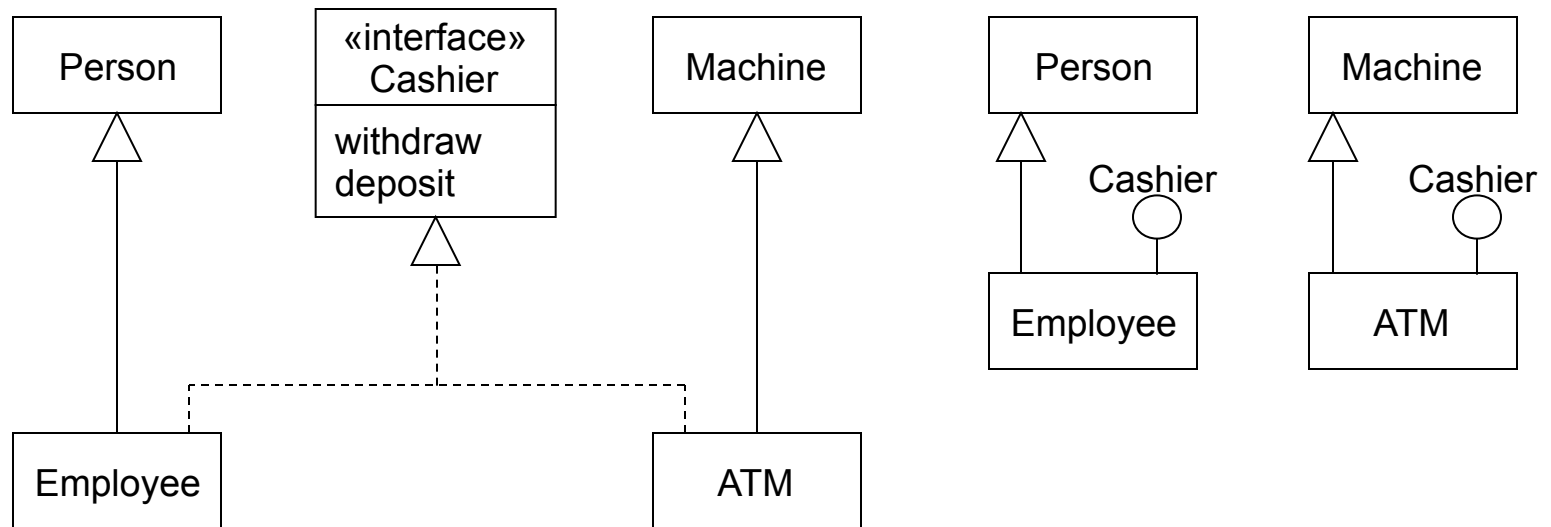 Person
«interface»
Cashier
withdraw
deposit
Machine
Employee
ATM
Person
Machine
Cashier
Cashier
Employee
ATM